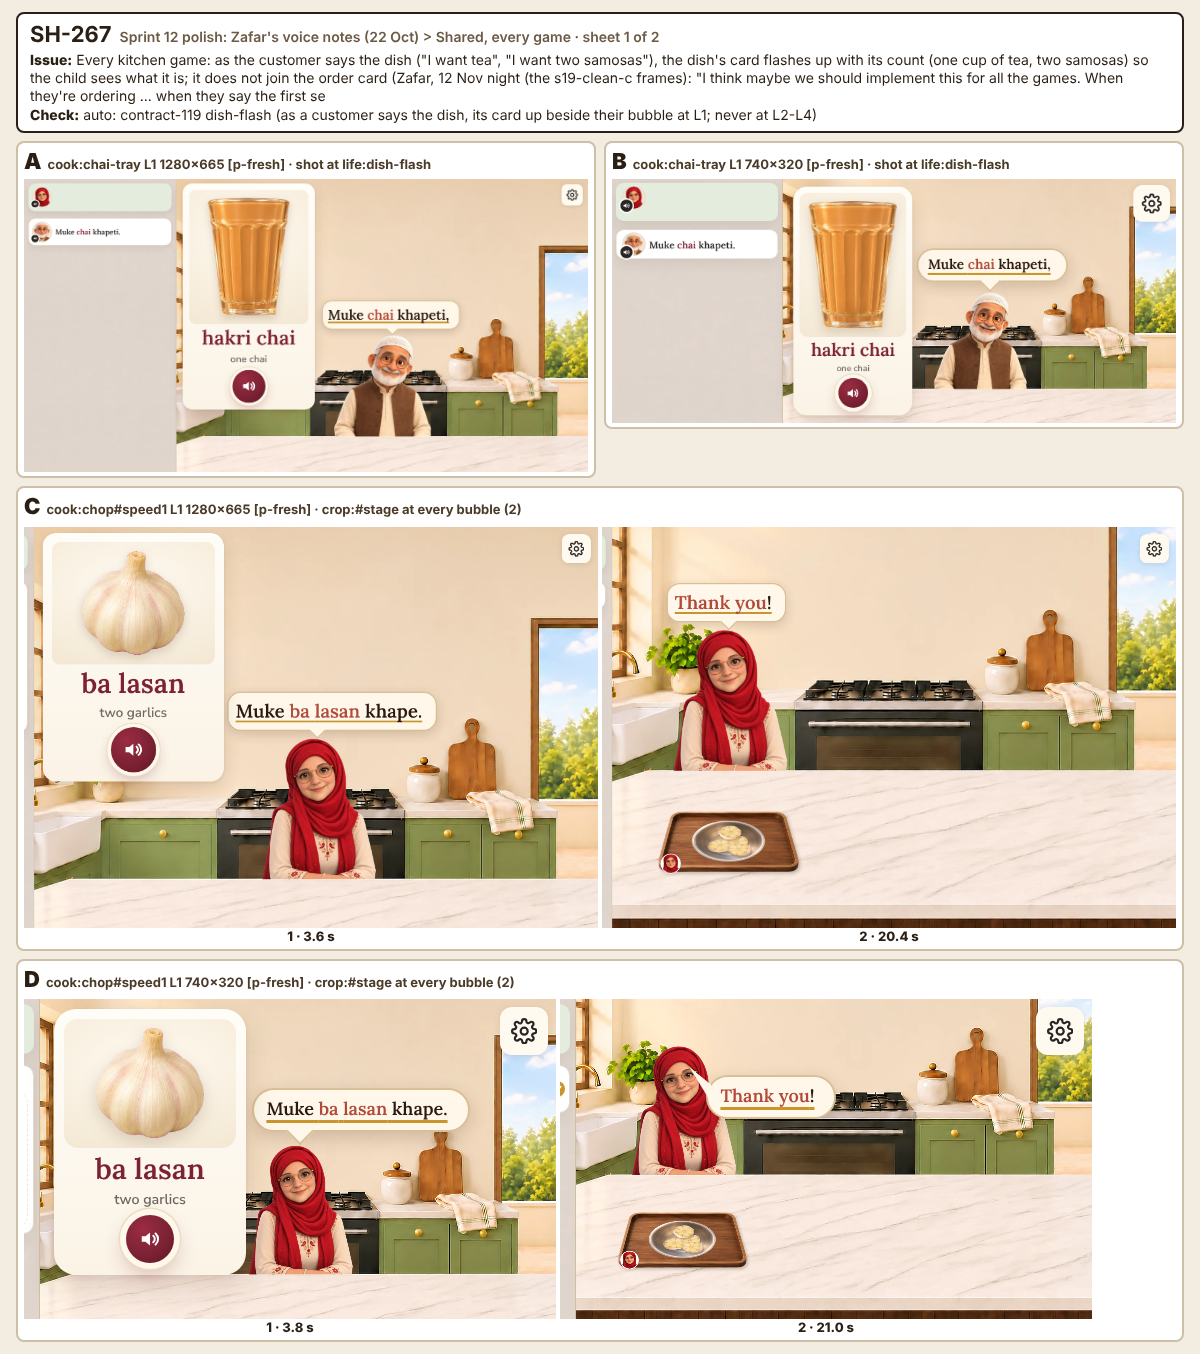 SH-267 Sprint 12 polish: Zafar's voice notes (22 Oct) > Shared, every game · sheet 1 of 2
Issue: Every kitchen game: as the customer says the dish ("I want tea", "I want two samosas"), the dish's card flashes up with its count (one cup of tea, two samosas) so
the child sees what it is; it does not join the order card (Zafar, 12 Nov night (the s19-clean-c frames): "I think maybe we should implement this for all the games. When
they're ordering ... when they say the first se
Check: auto: contract-119 dish-flash (as a customer says the dish, its card up beside their bubble at L1; never at L2-L4)
A cook:chai-tray L1 1280×665 [p-fresh] · shot at life:dish-flash
Muke chai khapeti.
hakri chai
one chai
Muke chai khapeti,
B cook:chai-tray L1 740×320 [p-fresh] · shot at life:dish-flash
Muke chai khapeti.
hakri chai
one chai
Muke chai khapeti,
C cook:chop#speed1 L1 1280×665 [p-fresh] · crop:#stage at every bubble (2)
ba lasan
two garlics
Muke ba lasan khape.
Thank you!
1 · 3.6 s
2 · 20.4 s
D cook:chop#speed1 L1 740×320 [p-fresh] · crop:#stage at every bubble (2)
ba lasan
two garlics
Muke ba lasan khape.
Thank you!
1 · 3.8 s
2 · 21.0 s